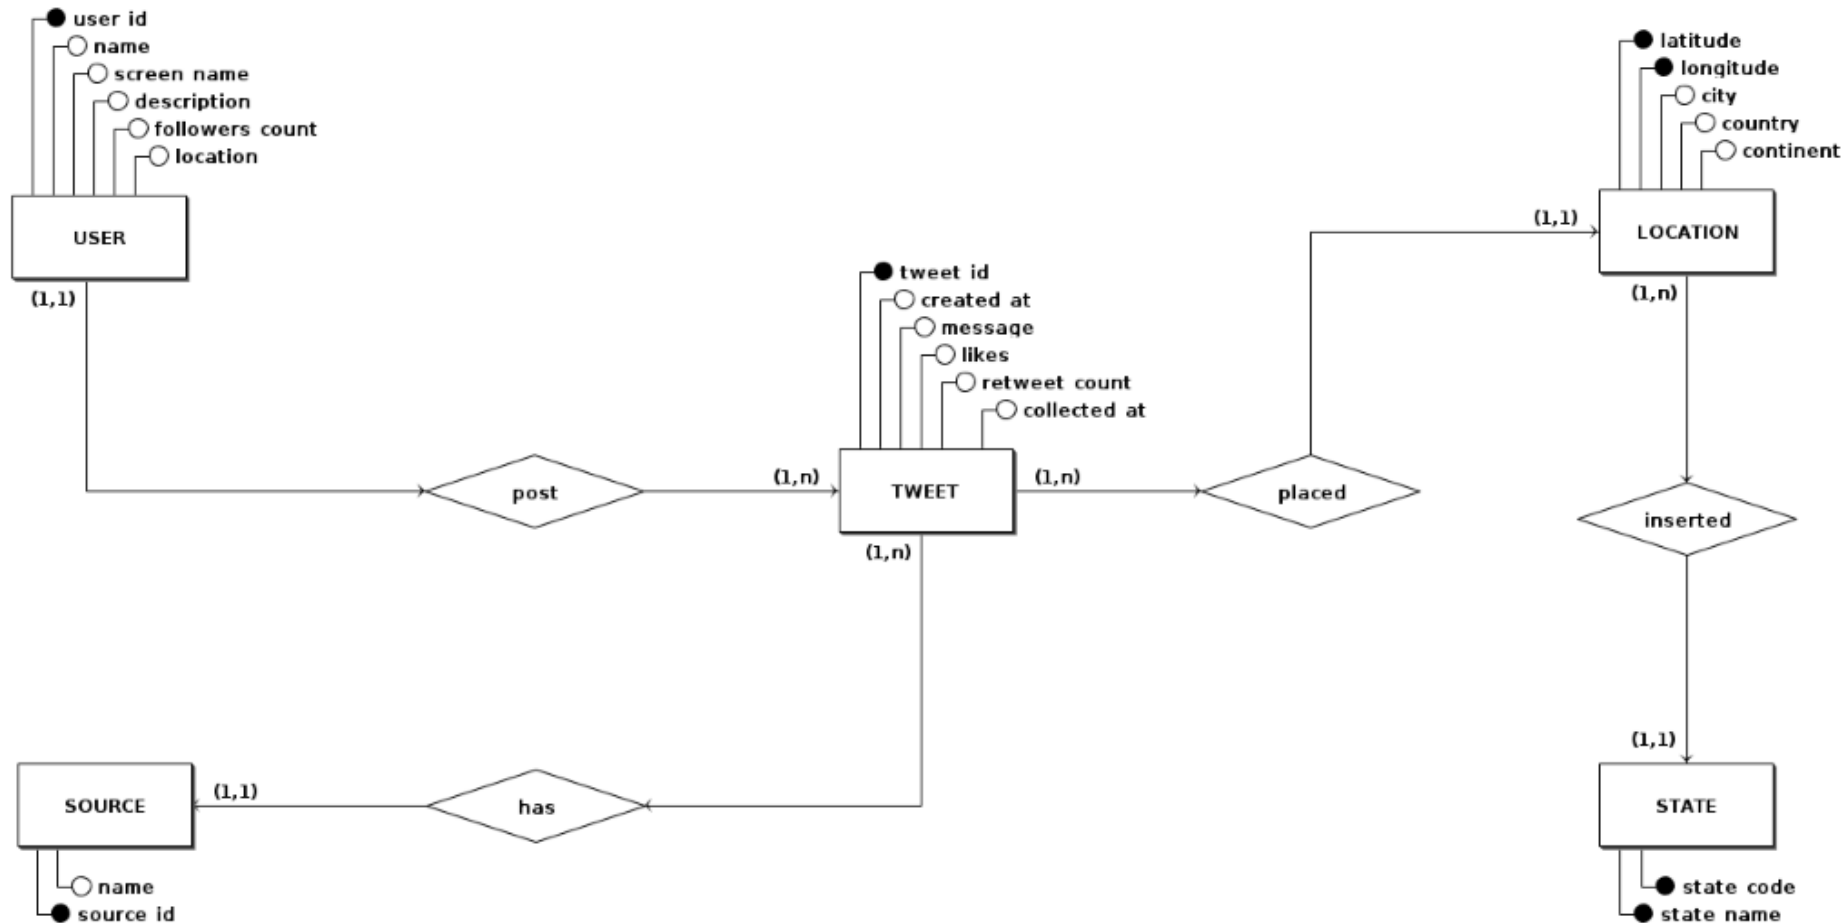 user id
name
screen name
description
followers count
location
USER
(1,1)
latitude
longitude
city
country
continent
(1,1)
LOCATION
(1,n)
tweet id
created at
message
likes
retweet count
collected at
post
(1,n)
TWEET
(1,n)
placed
(1,n)
inserted
(1,1)
SOURCE
(1,1)
has
STATE
name
source id
state code
state name